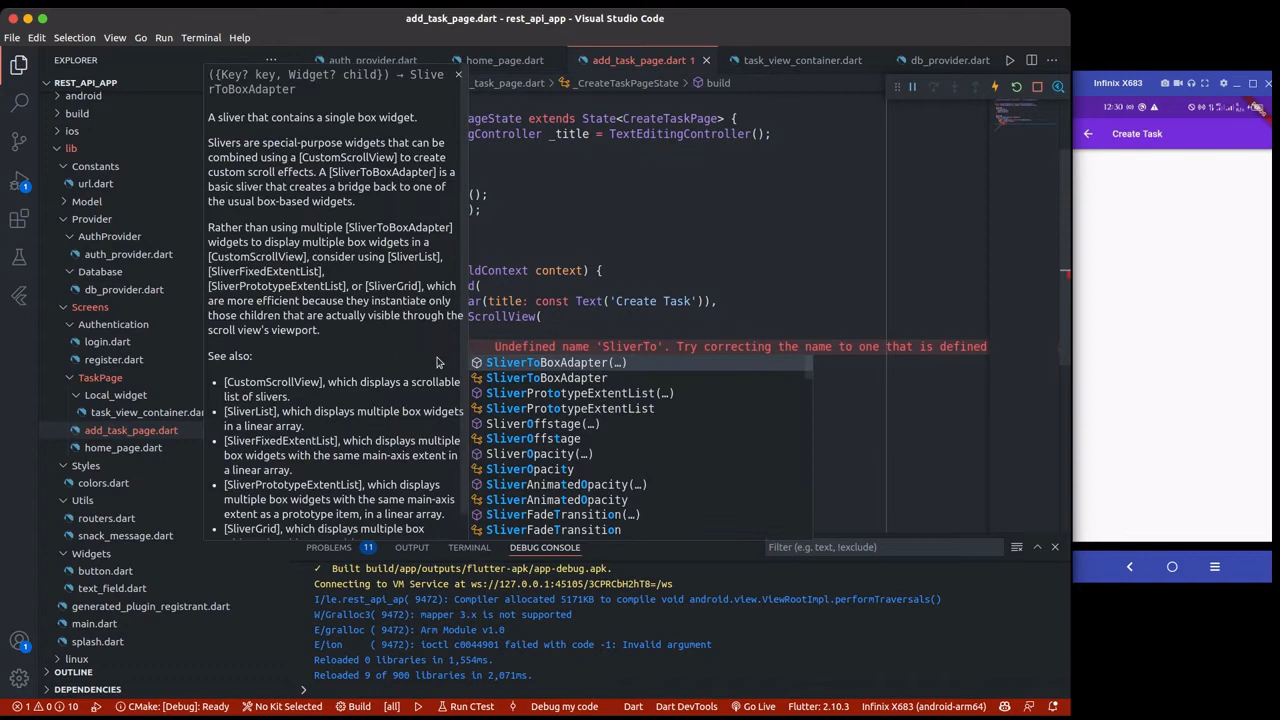 add_task_page.dart - rest_api_app - Visual Studio Code
File Edit Selection View Go Run Terminal Help
EXPLORER
auth_provider.dart
home_page.dart
add_task_page.dart 1
task_view_container.dart
db_provider.dart
REST_API_APP
android
build
ios
lib
Constants
url.dart
Model
Provider
AuthProvider
auth_provider.dart
Database
db_provider.dart
Screens
Authentication
login.dart
register.dart
TaskPage
Local_widget
task_view_container.dar
add_task_page.dart
home_page.dart
Styles
colors.dart
Utils
routers.dart
snack_message.dart
Widgets
button.dart
text_field.dart
generated_plugin_registrant.dart
main.dart
splash.dart
linux
OUTLINE
DEPENDENCIES
1
1
({Key? key, Widget? child}) → Slive
rToBoxAdapter
A sliver that contains a single box widget.
Slivers are special-purpose widgets that can be
combined using a [CustomScrollView] to create
custom scroll effects. A [SliverToBoxAdapter] is a
basic sliver that creates a bridge back to one of
the usual box-based widgets.
Rather than using multiple [SliverToBoxAdapter]
widgets to display multiple box widgets in a
[CustomScrollView], consider using [SliverList],
[SliverFixedExtentList],
[SliverPrototypeExtentList], or [SliverGrid], which
are more efficient because they instantiate only
those children that are actually visible through the
scroll view's viewport.
See also:
• [CustomScrollView], which displays a scrollable
list of slivers.
• [SliverList], which displays multiple box widgets
in a linear array.
• [SliverFixedExtentList], which displays multiple
box widgets with the same main-axis extent in
a linear array.
• [SliverPrototypeExtentList], which displays
multiple box widgets with the same main-axis
extent as a prototype item, in a linear array.
• [SliverGrid], which displays multiple box
_task_page.dart > _CreateTaskPageState > build
ageState extends State<CreateTaskPage> {
gController _title = TextEditingController();
();
);
ldContext context) {
d(
ar(title: const Text('Create Task')),
ScrollView(
Undefined name 'SliverTo'. Try correcting the name to one that is defined
SliverToBoxAdapter(…)
SliverToBoxAdapter
SliverPrototypeExtentList(…)
SliverPrototypeExtentList
SliverOffstage(…)
SliverOffstage
SliverOpacity(…)
SliverOpacity
SliverAnimatedOpacity(…)
SliverAnimatedOpacity
SliverFadeTransition(…)
SliverFadeTransition
PROBLEMS 11 OUTPUT TERMINAL DEBUG CONSOLE Filter (e.g. text, !exclude)
✓ Built build/app/outputs/flutter-apk/app-debug.apk.
Connecting to VM Service at ws://127.0.0.1:45105/3CPRCbH2hT8=/ws
I/le.rest_api_ap( 9472): Compiler allocated 5171KB to compile void android.view.ViewRootImpl.performTraversals()
W/Gralloc3( 9472): mapper 3.x is not supported
E/gralloc ( 9472): Arm Module v1.0
E/ion ( 9472): ioctl c0044901 failed with code -1: Invalid argument
Reloaded 0 libraries in 1,554ms.
Reloaded 9 of 900 libraries in 2,071ms.
1 0 10 CMake: [Debug]: Ready No Kit Selected Build [all] Run CTest Debug my code Dart Dart DevTools Go Live Flutter: 2.10.3 Infinix X683 (android-arm64)
Infinix X683
12:30
Create Task